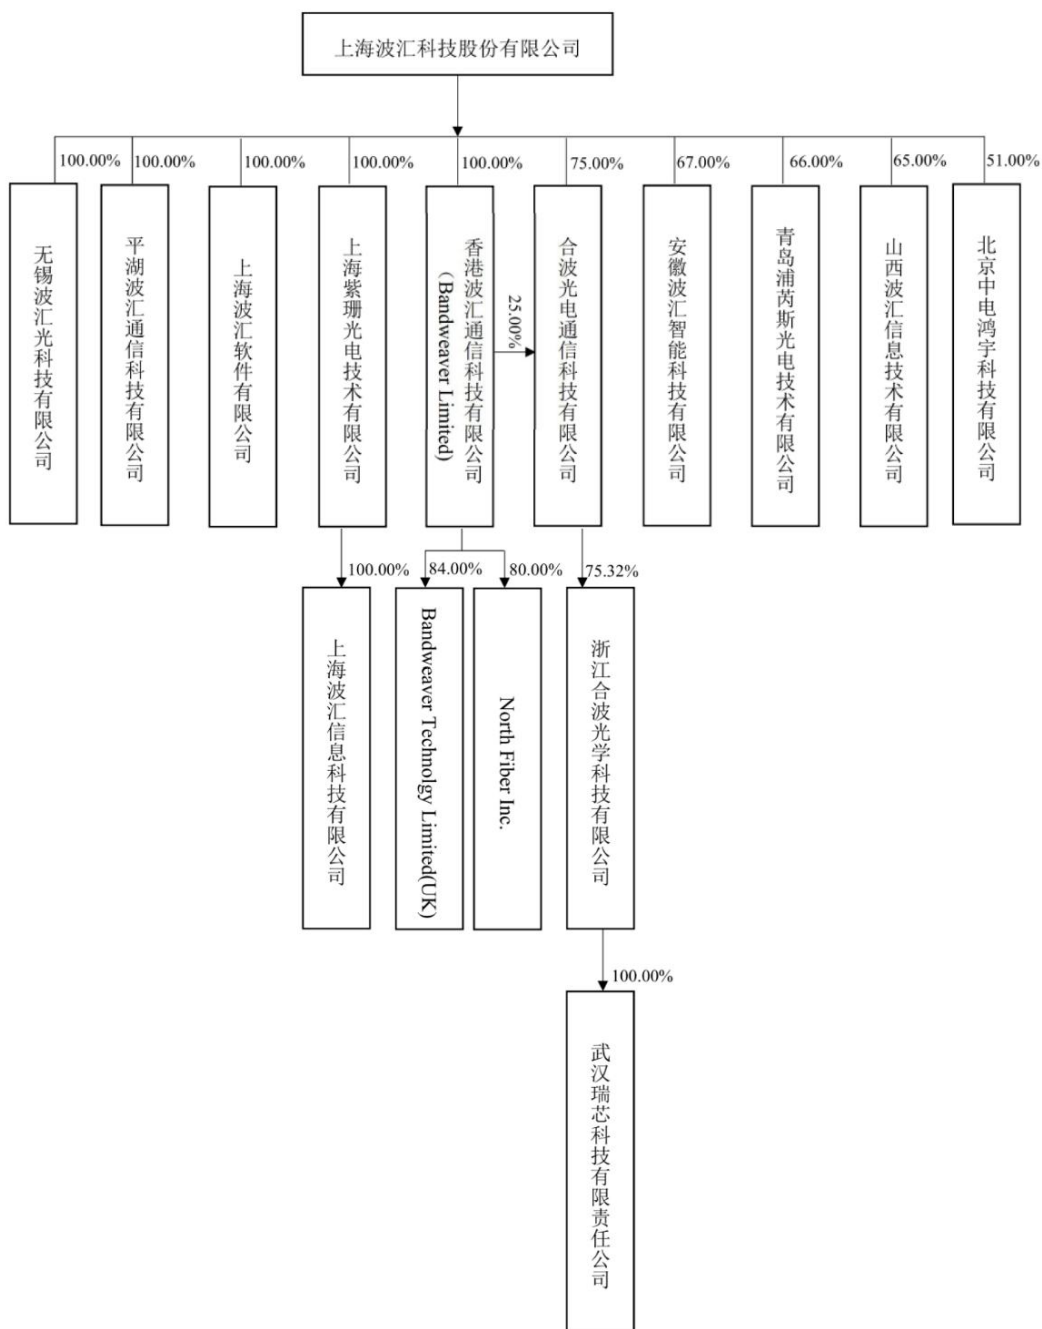 上海波汇科技股份有限公司
100.00%
100.00%
100.00%
100.00%
100.00%
75.00%
67.00%
66.00%
65.00%
51.00%
无锡波汇光科技有限公司
平湖波汇通信科技有限公司
上海波汇软件有限公司
上海紫珊光电技术有限公司
香港波汇通信科技有限公司
(Bandweaver Limited)
25.00%
合波光电通信科技有限公司
安徽波汇智能科技有限公司
青岛浦芮斯光电技术有限公司
山西波汇信息技术有限公司
北京中电鸿宇科技有限公司
100.00%
84.00%
80.00%
75.32%
上海波汇信息科技有限公司
Bandweaver Technolgy Limited(UK)
North Fiber Inc.
浙江合波光学科技有限公司
100.00%
武汉瑞芯科技有限责任公司